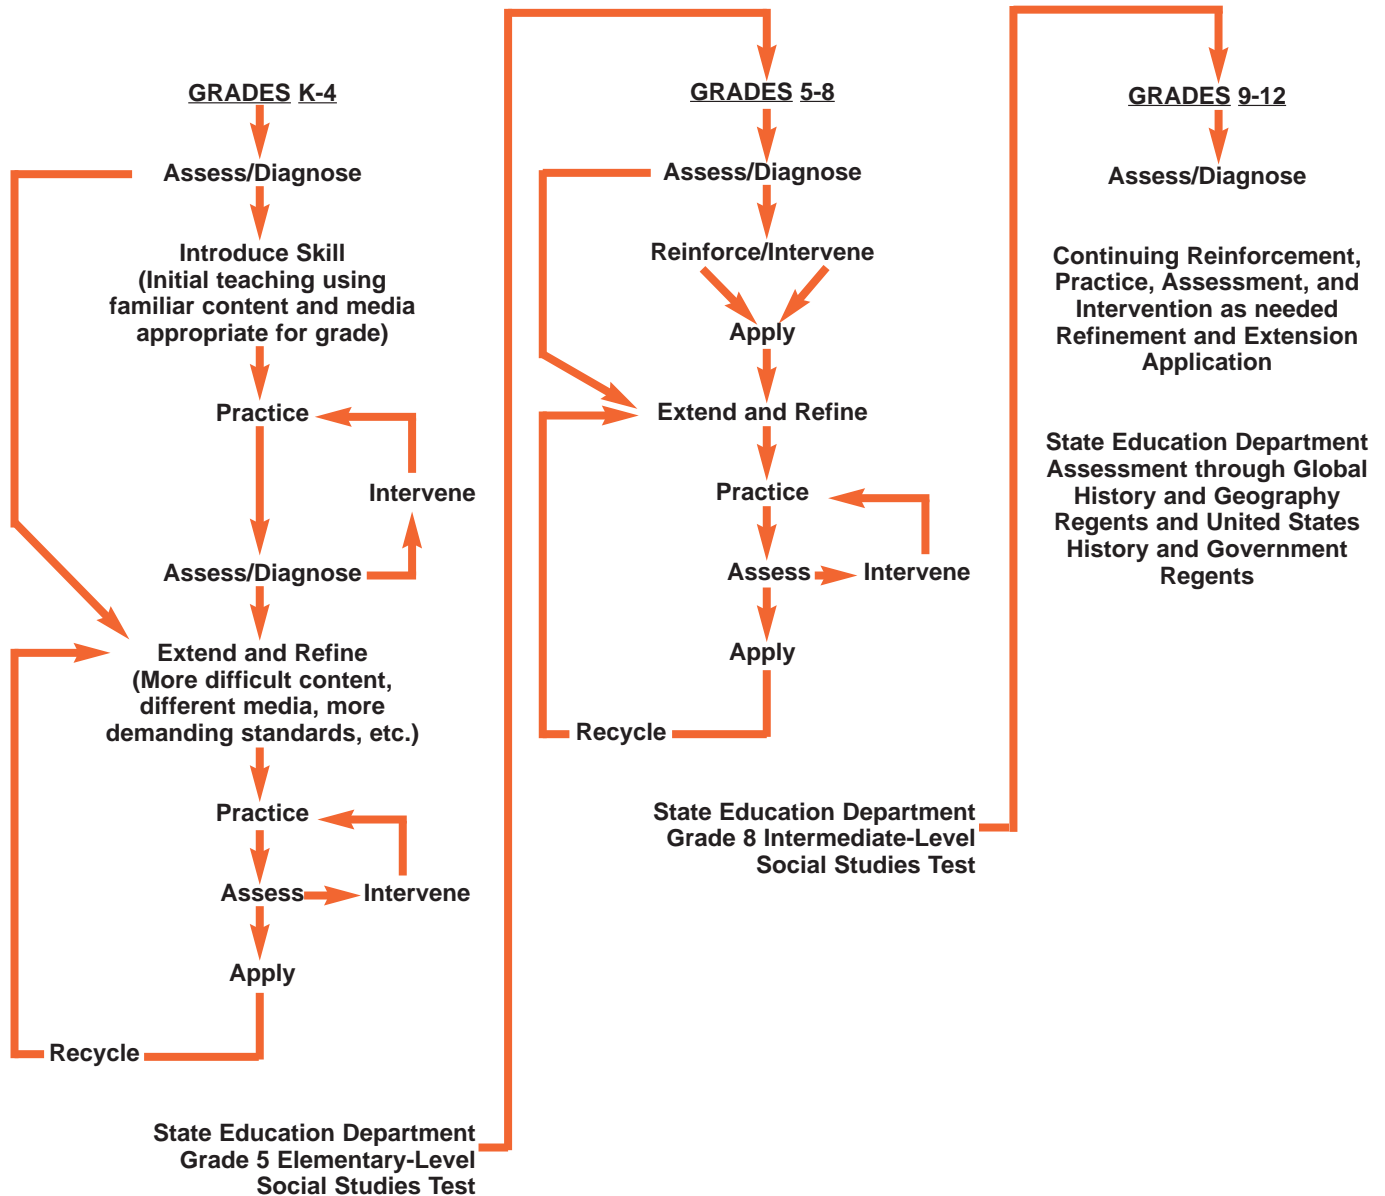 GRADES K-4
Assess/Diagnose
Introduce Skill
(Initial teaching using
familiar content and media
appropriate for grade)
Practice
Intervene
Assess/Diagnose
Extend and Refine
(More difficult content,
different media, more
demanding standards, etc.)
Practice
Assess
Intervene
Apply
Recycle
State Education Department
Grade 5 Elementary-Level
Social Studies Test
GRADES 5-8
Assess/Diagnose
Reinforce/Intervene
Apply
Extend and Refine
Practice
Assess
Intervene
Apply
Recycle
State Education Department
Grade 8 Intermediate-Level
Social Studies Test
GRADES 9-12
Assess/Diagnose
Continuing Reinforcement,
Practice, Assessment, and
Intervention as needed
Refinement and Extension
Application
State Education Department
Assessment through Global
History and Geography
Regents and United States
History and Government
Regents